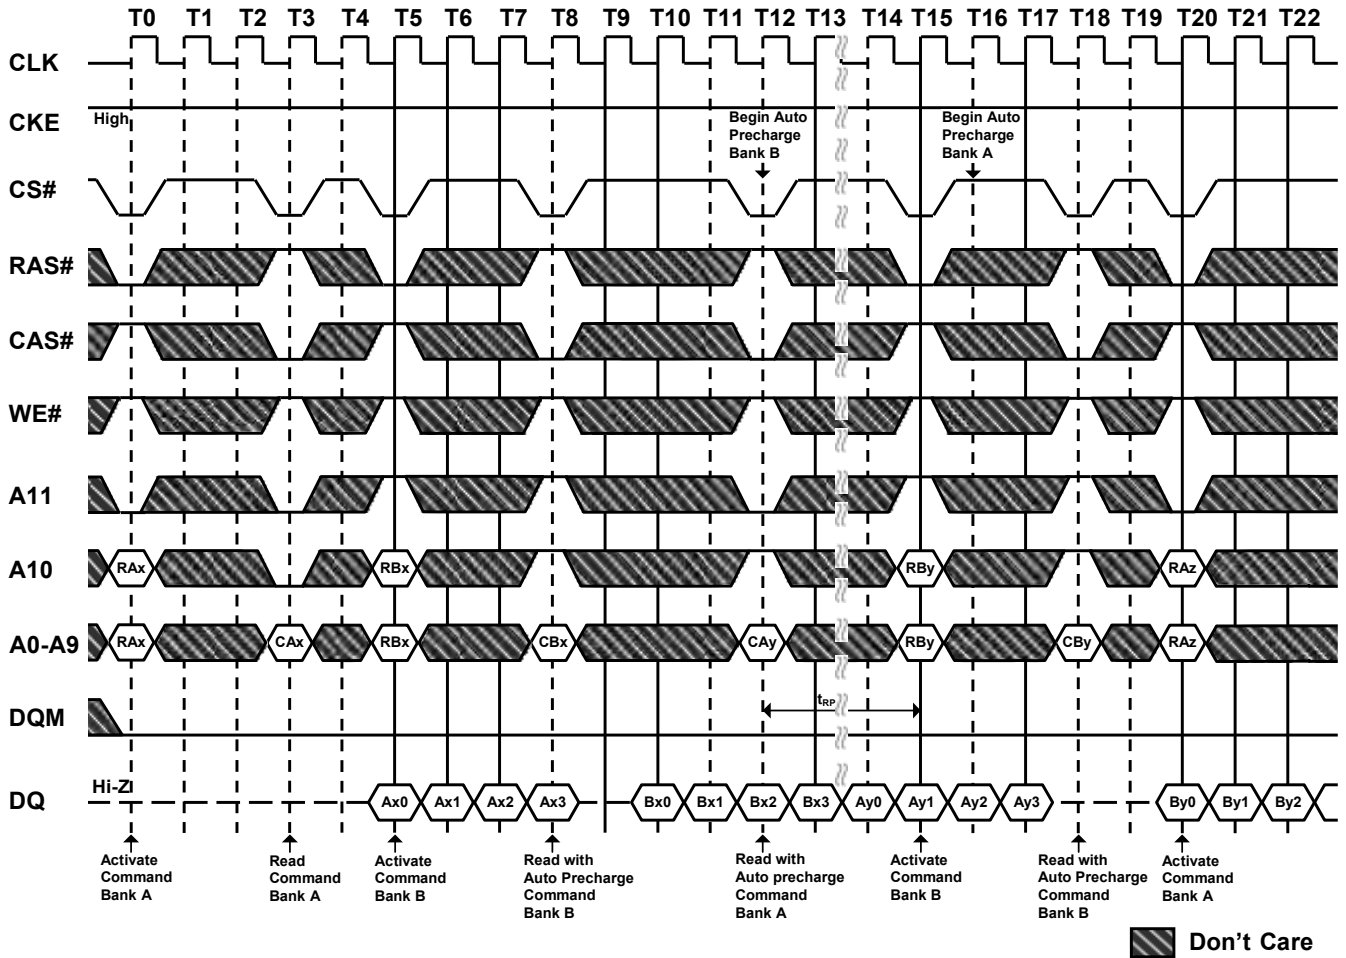 T0 T1 T2 T3 T4 T5 T6 T7 T8 T9 T10 T11 T12 T13 T14 T15 T16 T17 T18 T19 T20 T21 T22
CLK
CKE
High
Begin Auto
Precharge
Bank B
Begin Auto
Precharge
Bank A
CS#
RAS#
CAS#
WE#
A11
A10
RAx RBx RBy RAz
A0-A9
RAx CAx RBx CBx CAy RBy CBy RAz
DQM
tRP
DQ
Hi-Z
Ax0 Ax1 Ax2 Ax3 Bx0 Bx1 Bx2 Bx3 Ay0 Ay1 Ay2 Ay3 By0 By1 By2
Activate
Command
Bank A
Read
Command
Bank A
Activate
Command
Bank B
Read with
Auto Precharge
Command
Bank B
Read with
Auto precharge
Command
Bank A
Activate
Command
Bank B
Read with
Auto Precharge
Command
Bank B
Activate
Command
Bank A
Don't Care